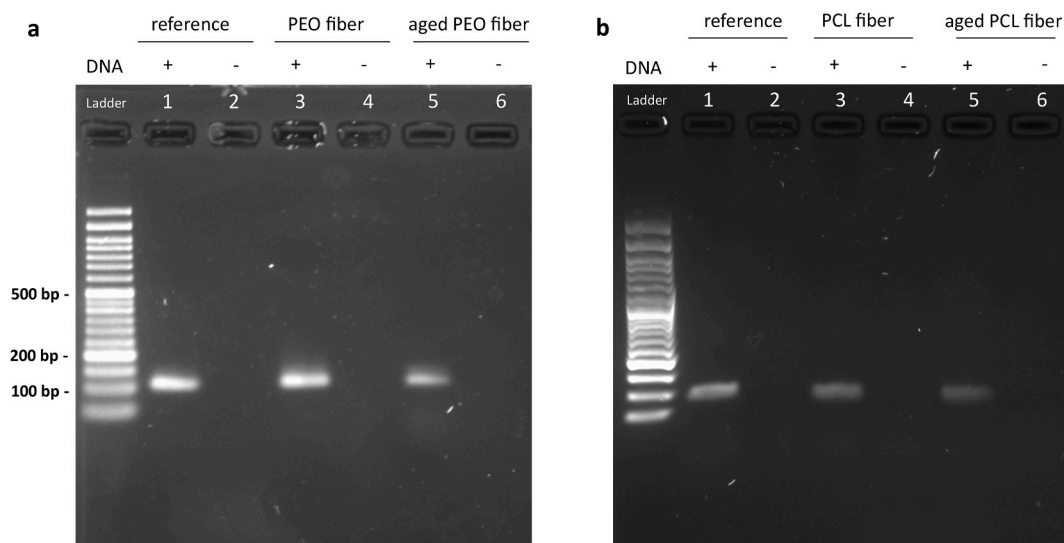 a
reference PEO fiber aged PEO fiber
DNA + - + - + -
Ladder 1 2 3 4 5 6
500 bp -
200 bp -
100 bp -
b
reference PCL fiber aged PCL fiber
DNA + - + - + -
Ladder 1 2 3 4 5 6